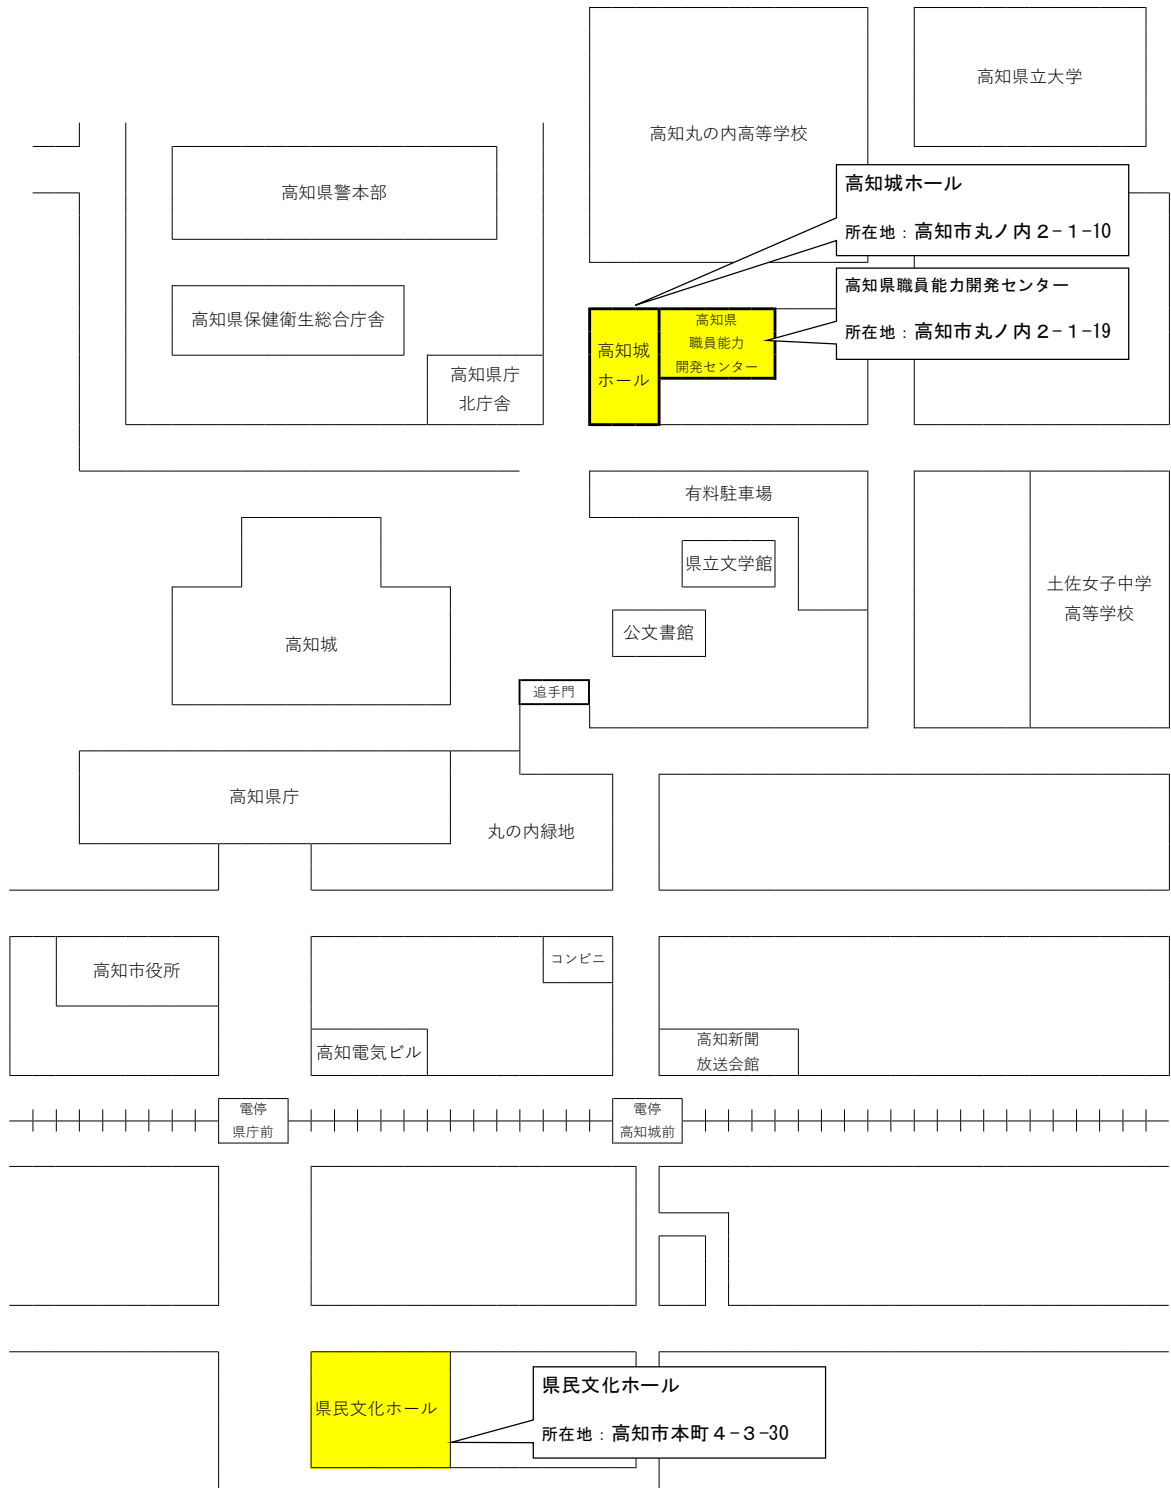 高知県立大学
高知丸の内高等学校
高知県警本部
高知城ホール
所在地：高知市丸ノ内２-１-10
高知県職員能力開発センター
所在地：高知市丸ノ内２-１-19
高知県保健衛生総合庁舎
高知県
職員能力
開発センター
高知城
ホール
高知県庁
北庁舎
有料駐車場
県立文学館
土佐女子中学
高等学校
公文書館
高知城
追手門
高知県庁
丸の内緑地
コンビニ
高知市役所
高知電気ビル
高知新聞
放送会館
電停
県庁前
電停
高知城前
県民文化ホール
県民文化ホール
所在地：高知市本町４-３-30